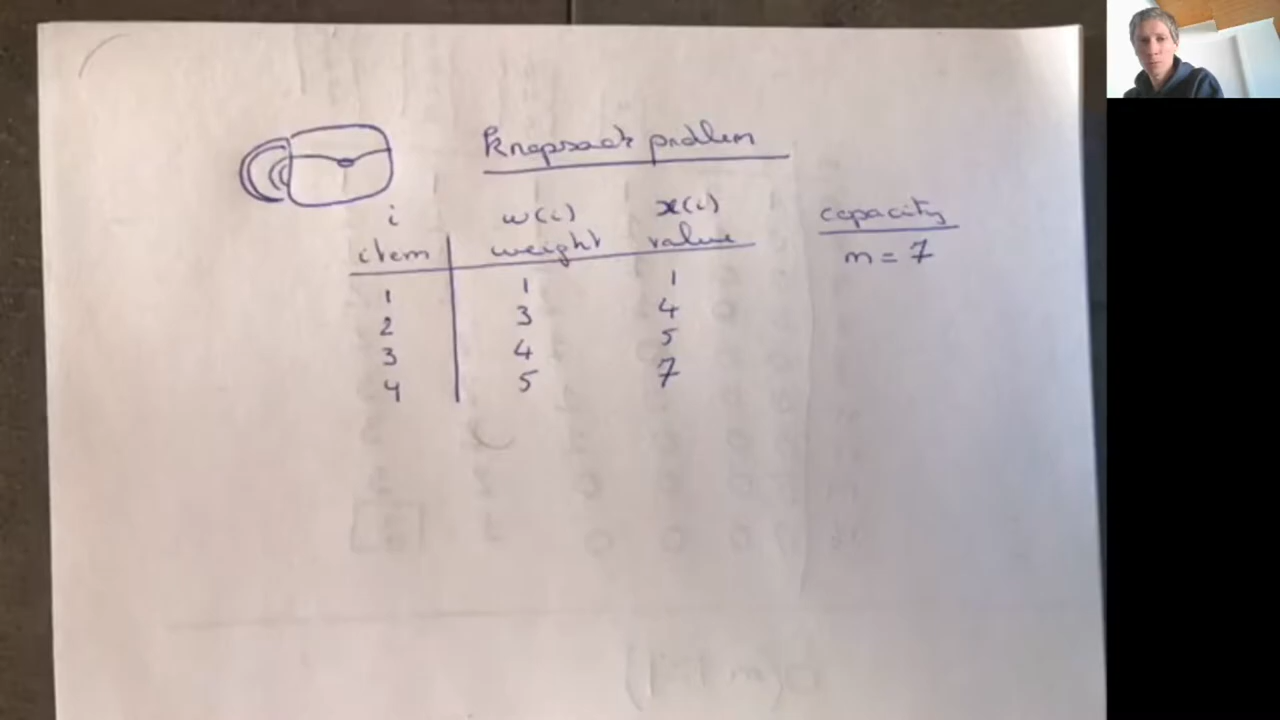 Knapsack problem
i w(i) x(i) capacity
item weight value m = 7
1 1 1
2 3 4
3 4 5
4 5 7